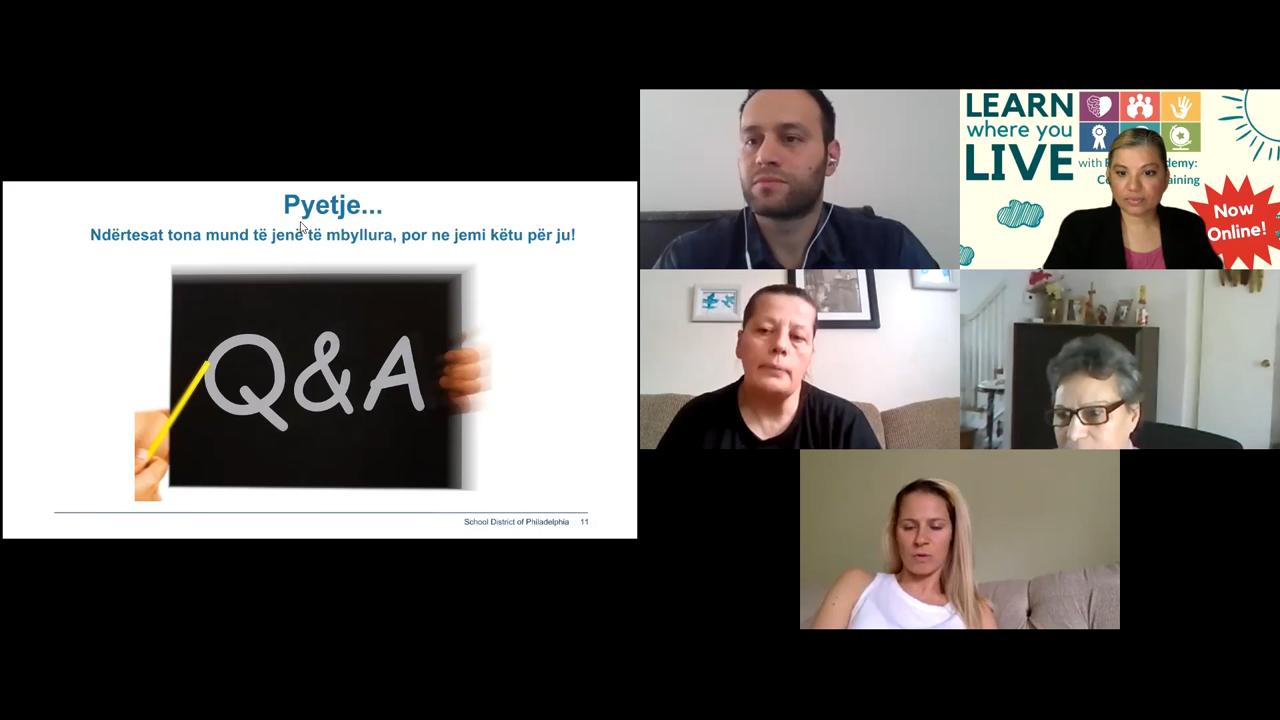 Pyetje...
Ndërtesat tona mund të jenë të mbyllura, por ne jemi këtu për ju!
Q&A
School District of Philadelphia 11
LEARN
where you
LIVE
with
Now
Online!